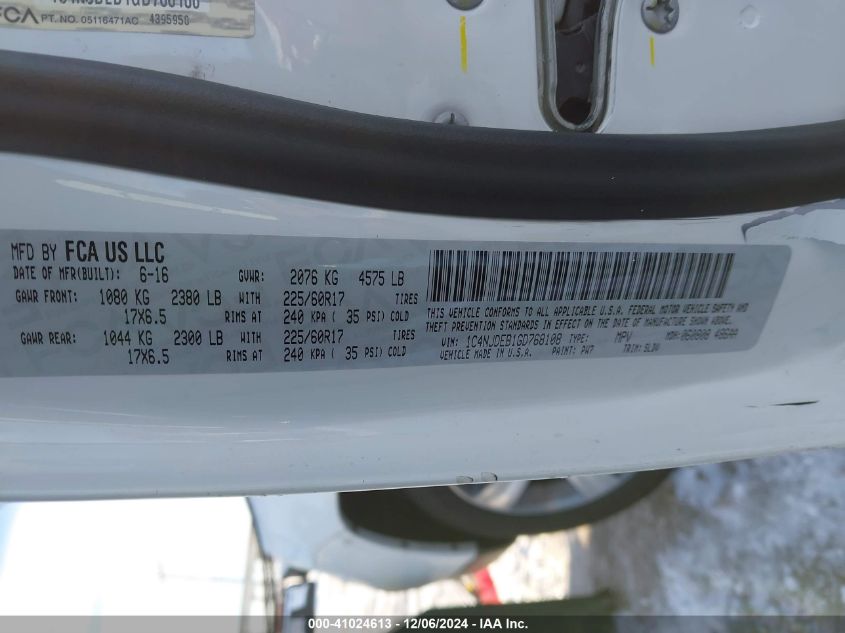 FCA PT. NO. 05116471AC 4395950
MFD BY FCA US LLC
DATE OF MFR(BUILT): 6-16 GVWR: 2076 KG 4575 LB
GAWR FRONT: 1080 KG 2380 LB WITH 225/60R17 TIRES
17X6.5 RIMS AT 240 KPA ( 35 PSI) COLD
GAWR REAR: 1044 KG 2300 LB WITH 225/60R17 TIRES
17X6.5 RIMS AT 240 KPA ( 35 PSI) COLD
THIS VEHICLE CONFORMS TO ALL APPLICABLE U.S.A. FEDERAL MOTOR VEHICLE SAFETY AND
THEFT PREVENTION STANDARDS IN EFFECT ON THE DATE OF MANUFACTURE SHOWN ABOVE.
VIN: 1C4NJDEB1GD768108 TYPE: MPV MDH:
VEHICLE MADE IN U.S.A. PAINT: PW7 TRIM:
000-41024613 - 12/06/2024 - IAA Inc.